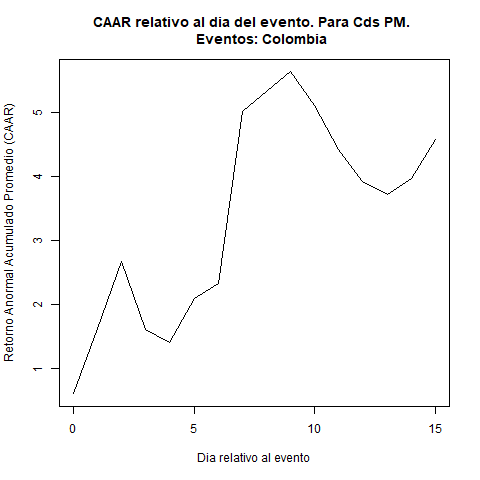 CAAR relativo al dia del evento. Para Cds PM.
Eventos: Colombia
Retorno Anormal Acumulado Promedio (CAAR)
5
4
3
2
1
0 5 10 15
Dia relativo al evento